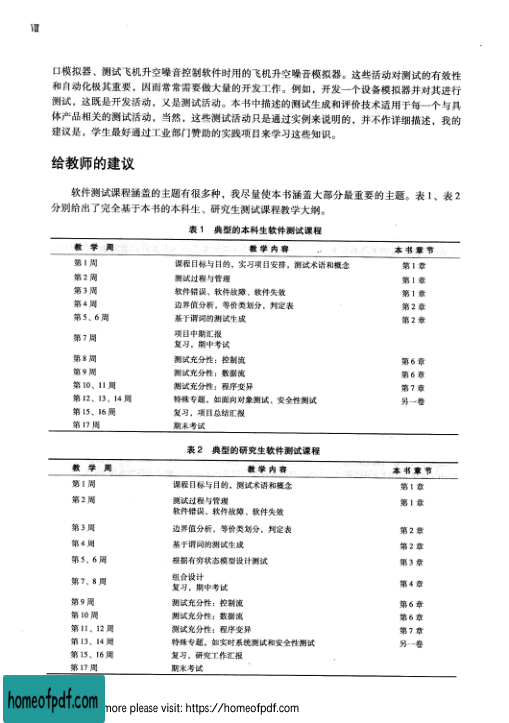 Ⅷ
口模拟器、测试飞机升空噪音控制软件时用的飞机升空噪音模拟器。这些活动对测试的有效性
和自动化极其重要，因而常常需要做大量的开发工作。例如，开发一个设备模拟器并对其进行
测试，这既是开发活动，又是测试活动。本书中描述的测试生成和评价技术适用于每一个与具
体产品相关的测试活动，当然，这些测试活动只是通过实例来说明的，并不作详细描述，我的
建议是，学生最好通过工业部门赞助的实践项目来学习这些知识。
给教师的建议
软件测试课程涵盖的主题有很多种，我尽量使本书涵盖大部分最重要的主题。表 1、表 2
分别给出了完全基于本书的本科生、研究生测试课程教学大纲。
表 1 典型的本科生软件测试课程
教 学 周 教 学 内 容 本 书 章 节
第 1 周 课程目标与目的，实习项目安排，测试术语和概念 第 1 章
第 2 周 测试过程与管理 第 1 章
第 3 周 软件错误、软件故障、软件失效 第 1 章
第 4 周 边界值分析，等价类划分，判定表 第 2 章
第 5、6 周 基于谓词的测试生成 第 2 章
第 7 周 项目中期汇报
复习，期中考试
第 8 周 测试充分性：控制流 第 6 章
第 9 周 测试充分性：数据流 第 6 章
第 10、11 周 测试充分性：程序变异 第 7 章
第 12、13、14 周 特殊专题，如面向对象测试、安全性测试 另一卷
第 15、16 周 复习，项目总结汇报
第 17 周 期末考试
表 2 典型的研究生软件测试课程
教 学 周 教 学 内 容 本 书 章 节
第 1 周 课程目标与目的，测试术语和概念 第 1 章
第 2 周 测试过程与管理 第 1 章
软件错误、软件故障、软件失效
第 3 周 边界值分析，等价类划分，判定表 第 2 章
第 4 周 基于谓词的测试生成 第 2 章
第 5、6 周 根据有穷状态模型设计测试 第 3 章
第 7、8 周 组合设计 第 4 章
复习，期中考试
第 9 周 测试充分性：控制流 第 6 章
第 10 周 测试充分性：数据流 第 6 章
第 11、12 周 测试充分性：程序变异 第 7 章
第 13、14 周 特殊专题，如实时系统测试和安全性测试 另一卷
第 15、16 周 复习，研究工作汇报
第 17 周 期末考试
homeofpdf.com more please visit: https://homeofpdf.com